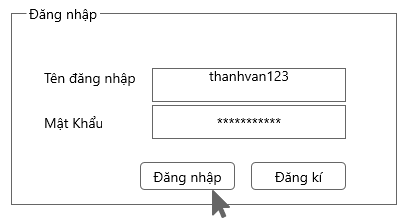 Đăng nhập
Tên đăng nhập thanhvan123
Mật Khẩu ***********
Đăng nhập Đăng kí